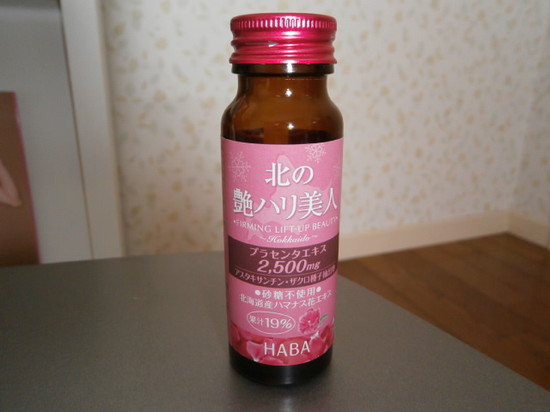 北の
艶ハリ美人
FIRMING LIFT-UP BEAUTY
~ Hokkaido ~
プラセンタエキス
2,500mg
アスタキサンチン・ザクロ種子抽出物
●砂糖不使用●
北海道産ハマナス花エキス
果汁19%
HABA